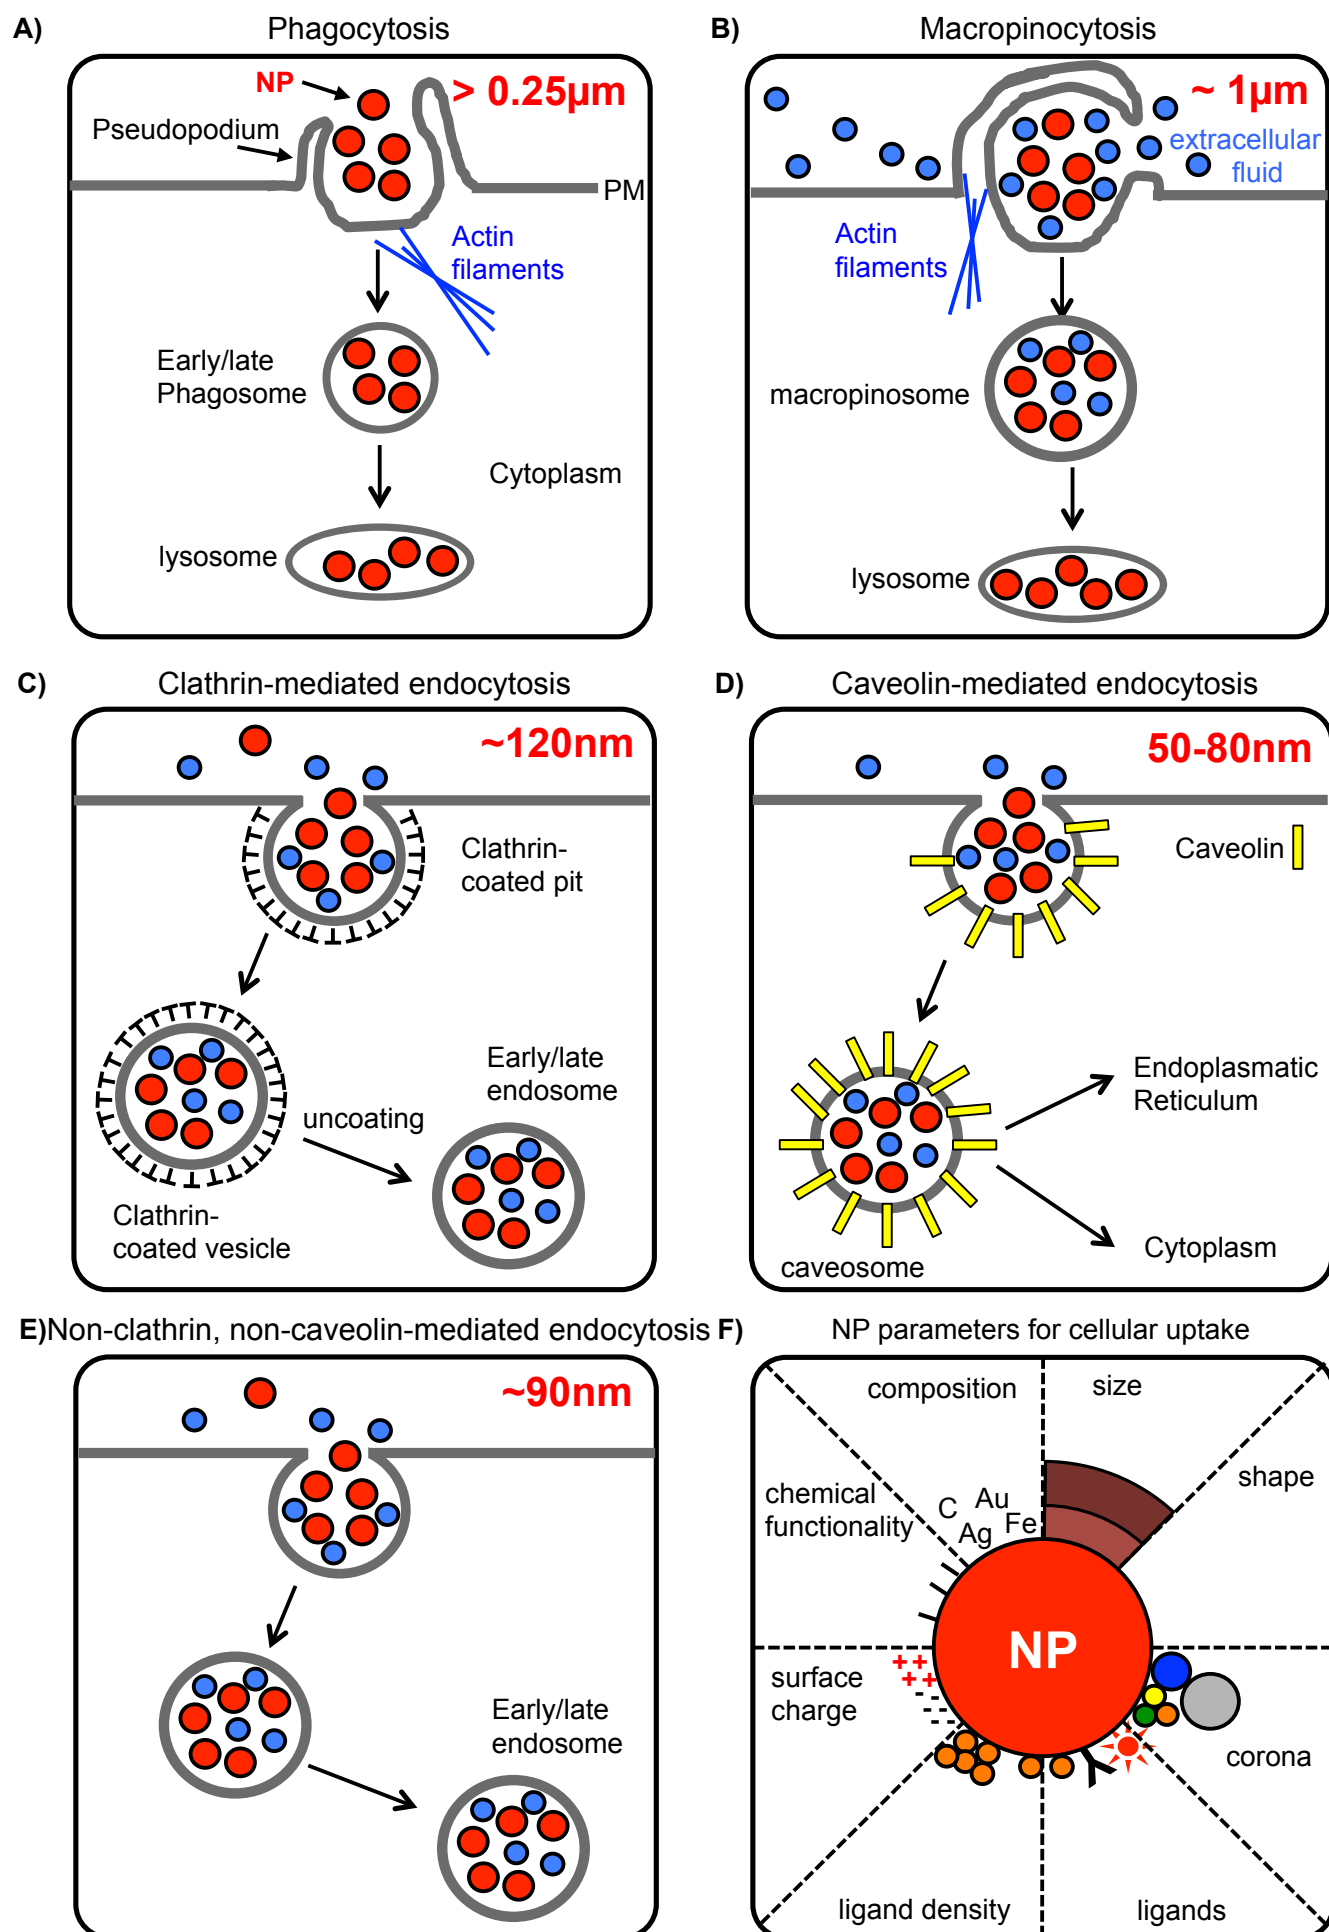 A)
Phagocytosis
NP
> 0.25µm
Pseudopodium
PM
Actin
filaments
Early/late
Phagosome
Cytoplasm
lysosome
B)
Macropinocytosis
~ 1µm
extracellular
fluid
Actin
filaments
macropinosome
lysosome
C)
Clathrin-mediated endocytosis
~120nm
Clathrin-
coated pit
Early/late
endosome
uncoating
Clathrin-
coated vesicle
D)
Caveolin-mediated endocytosis
50-80nm
Caveolin
Endoplasmatic
Reticulum
Cytoplasm
caveosome
E)Non-clathrin, non-caveolin-mediated endocytosis
~90nm
Early/late
endosome
F)
NP parameters for cellular uptake
composition
size
shape
chemical
functionality
C
Au
Ag
Fe
NP
+ +
+ +
- -
- -
- -
surface
charge
corona
ligand density
ligands